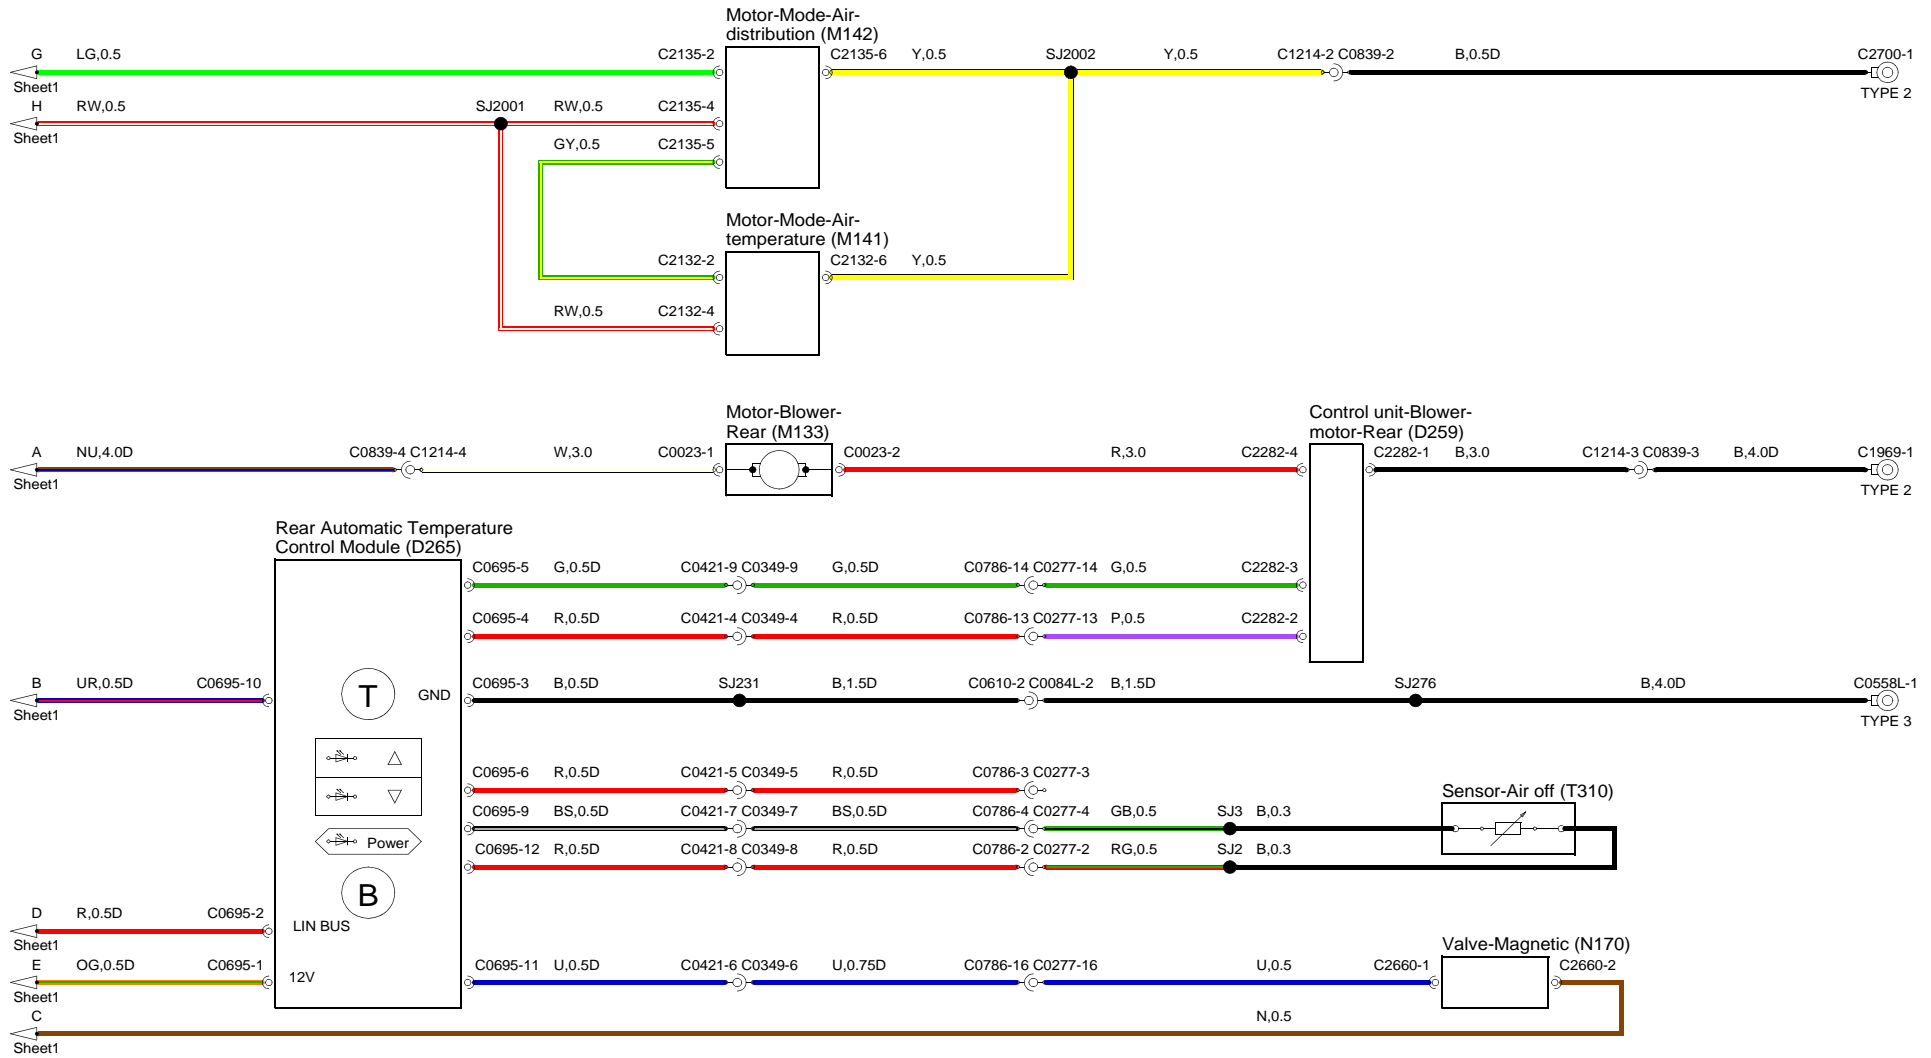 Motor-Mode-Air-
distribution (M142)
G LG,0.5 C2135-2 C2135-6 Y,0.5 SJ2002 Y,0.5 C1214-2 C0839-2 B,0.5D C2700-1
Sheet1 TYPE 2
H RW,0.5 SJ2001 RW,0.5 C2135-4
Sheet1
GY,0.5 C2135-5
Motor-Mode-Air-
temperature (M141)
C2132-2 C2132-6 Y,0.5
RW,0.5 C2132-4
Motor-Blower-
Rear (M133)
Control unit-Blower-
motor-Rear (D259)
A NU,4.0D C0839-4 C1214-4 W,3.0 C0023-1 C0023-2 R,3.0 C2282-4 C2282-1 B,3.0 C1214-3 C0839-3 B,4.0D C1969-1
Sheet1 TYPE 2
Rear Automatic Temperature
Control Module (D265)
C0695-5 G,0.5D C0421-9 C0349-9 G,0.5D C0786-14 C0277-14 G,0.5 C2282-3
C0695-4 R,0.5D C0421-4 C0349-4 R,0.5D C0786-13 C0277-13 P,0.5 C2282-2
B UR,0.5D C0695-10 T GND C0695-3 B,0.5D SJ231 B,1.5D C0610-2 C0084L-2 B,1.5D SJ276 B,4.0D C0558L-1
Sheet1 TYPE 3
C0695-6 R,0.5D C0421-5 C0349-5 R,0.5D C0786-3 C0277-3
Sensor-Air off (T310)
C0695-9 BS,0.5D C0421-7 C0349-7 BS,0.5D C0786-4 C0277-4 GB,0.5 SJ3 B,0.3
Power
C0695-12 R,0.5D C0421-8 C0349-8 R,0.5D C0786-2 C0277-2 RG,0.5 SJ2 B,0.3
B
D R,0.5D C0695-2 LIN BUS
Sheet1
Valve-Magnetic (N170)
E OG,0.5D C0695-1 12V C0695-11 U,0.5D C0421-6 C0349-6 U,0.75D C0786-16 C0277-16 U,0.5 C2660-1 C2660-2
Sheet1
C N,0.5
Sheet1